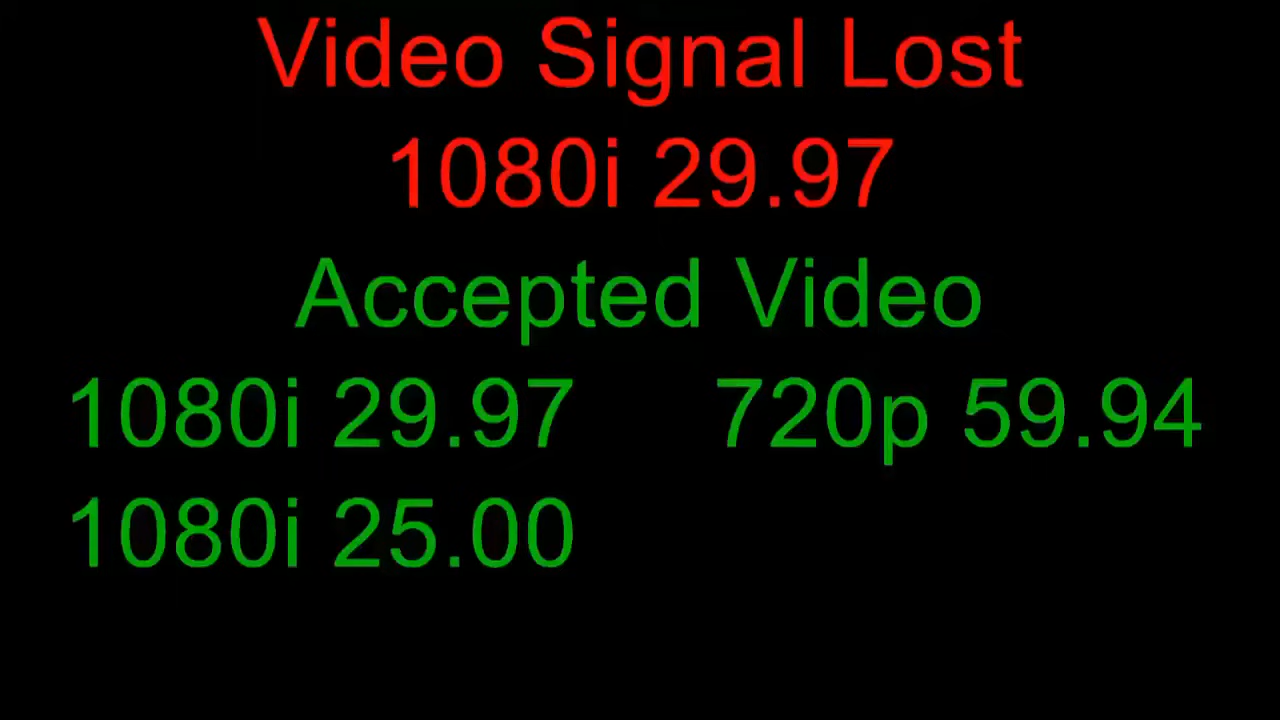 Video Signal Lost
1080i 29.97
Accepted Video
1080i 29.97 720p 59.94
1080i 25.00